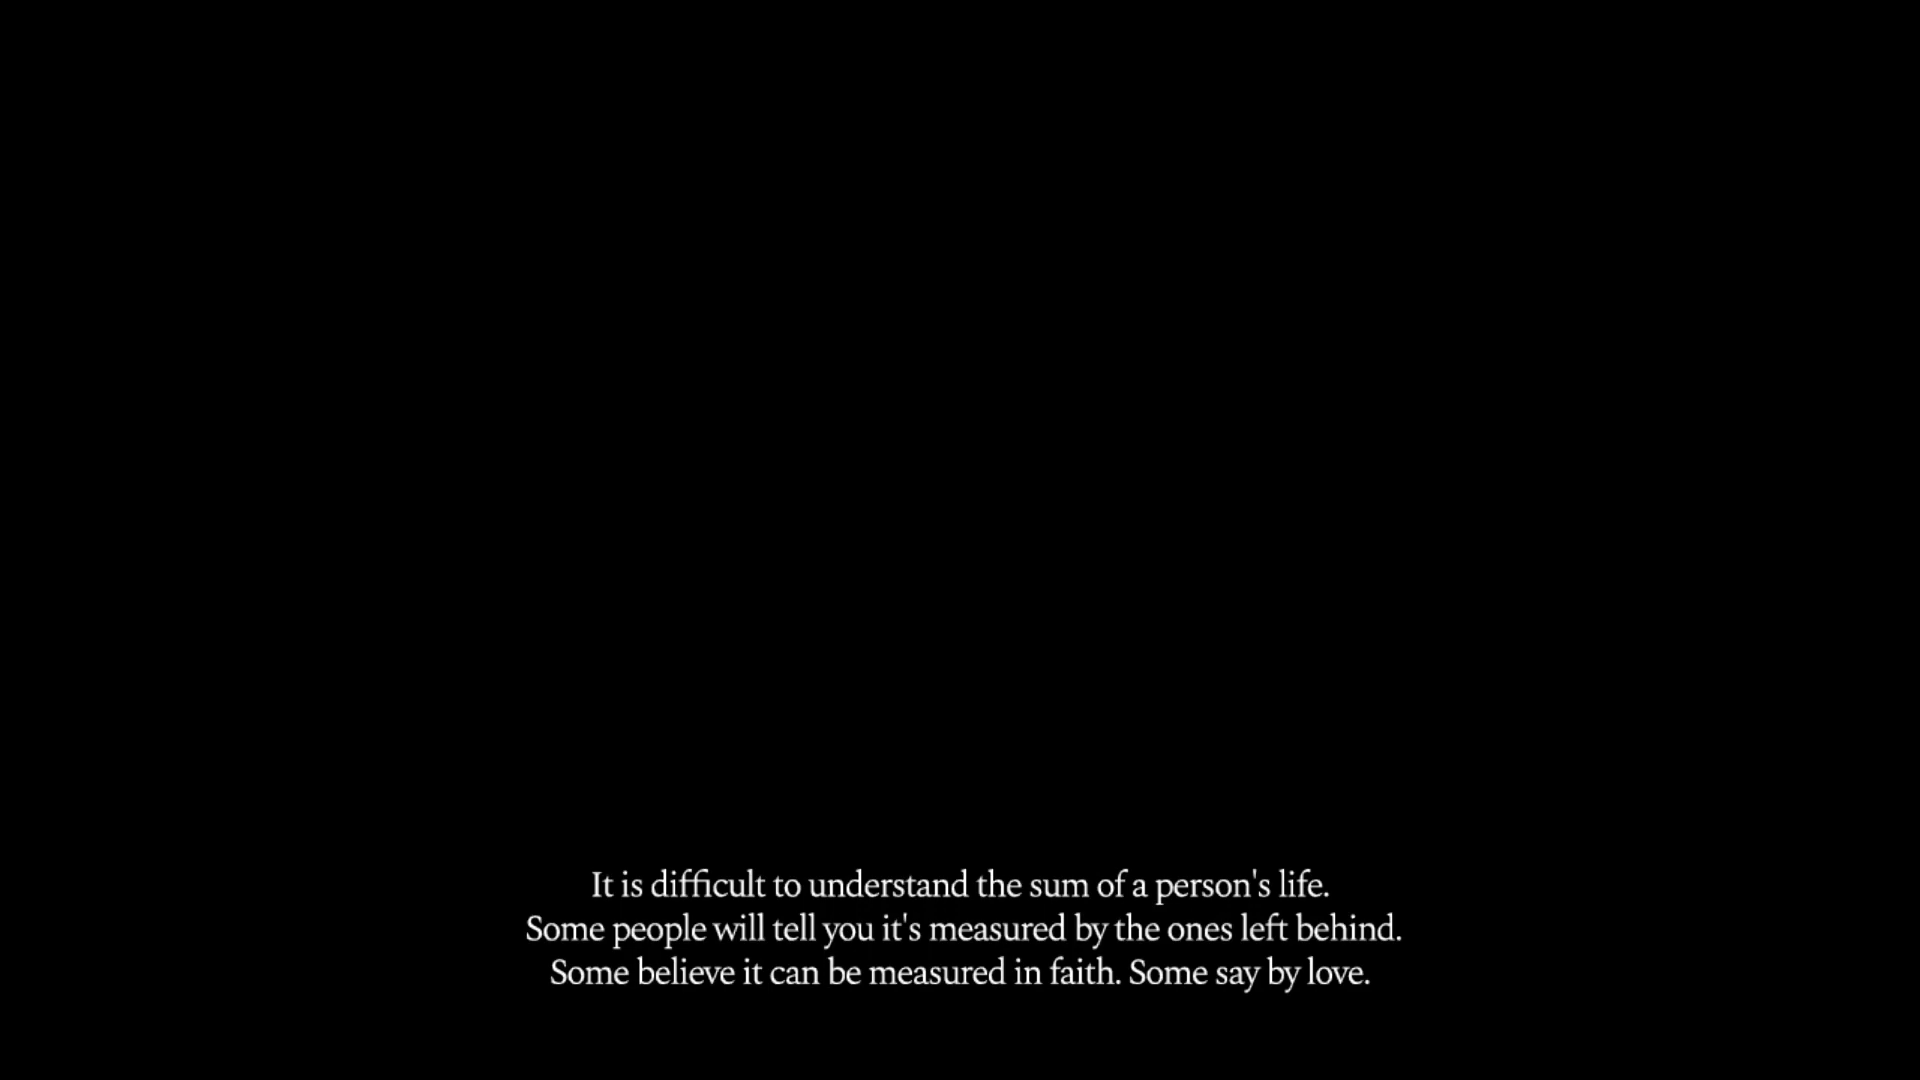 It is difficult to understand the sum of a person's life.
Some people will tell you it's measured by the ones left behind.
Some believe it can be measured in faith. Some say by love.